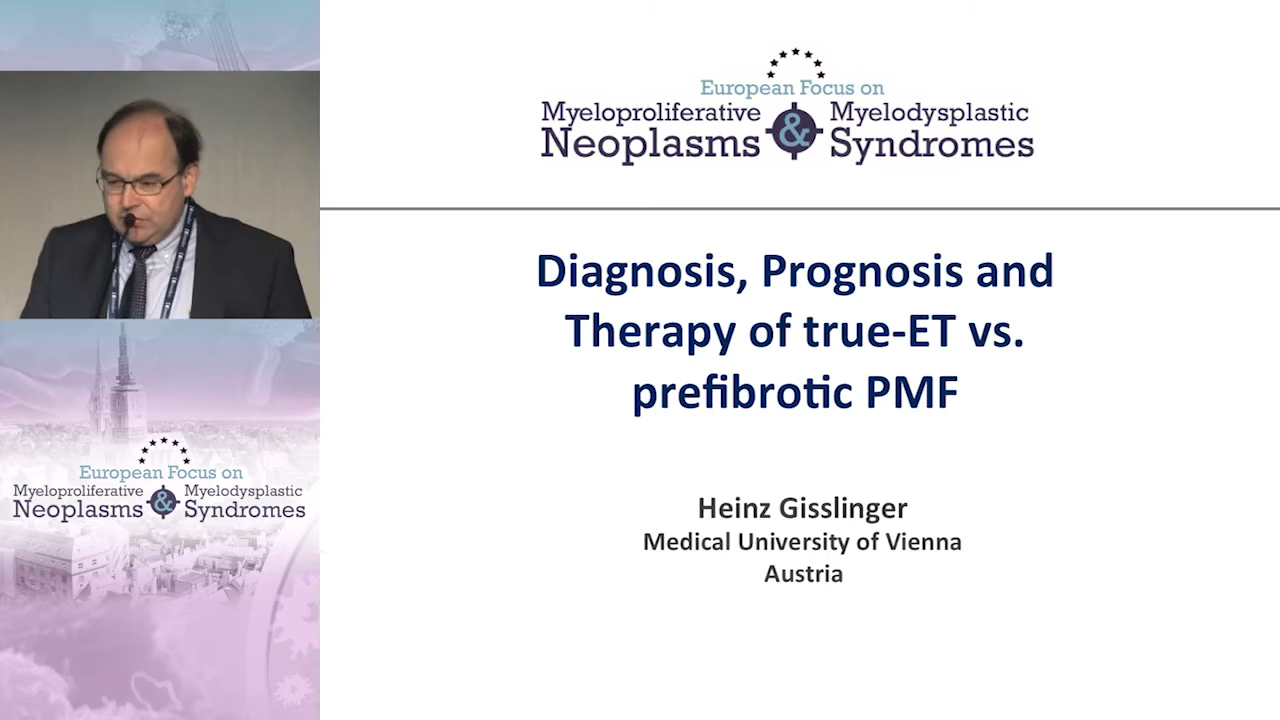 European Focus on
Myeloproliferative & Myelodysplastic
Neoplasms Syndromes
Diagnosis, Prognosis and
Therapy of true-ET vs.
prefibrotic PMF
Heinz Gisslinger
Medical University of Vienna
Austria
European Focus on
Myeloproliferative & Myelodysplastic
Neoplasms Syndromes